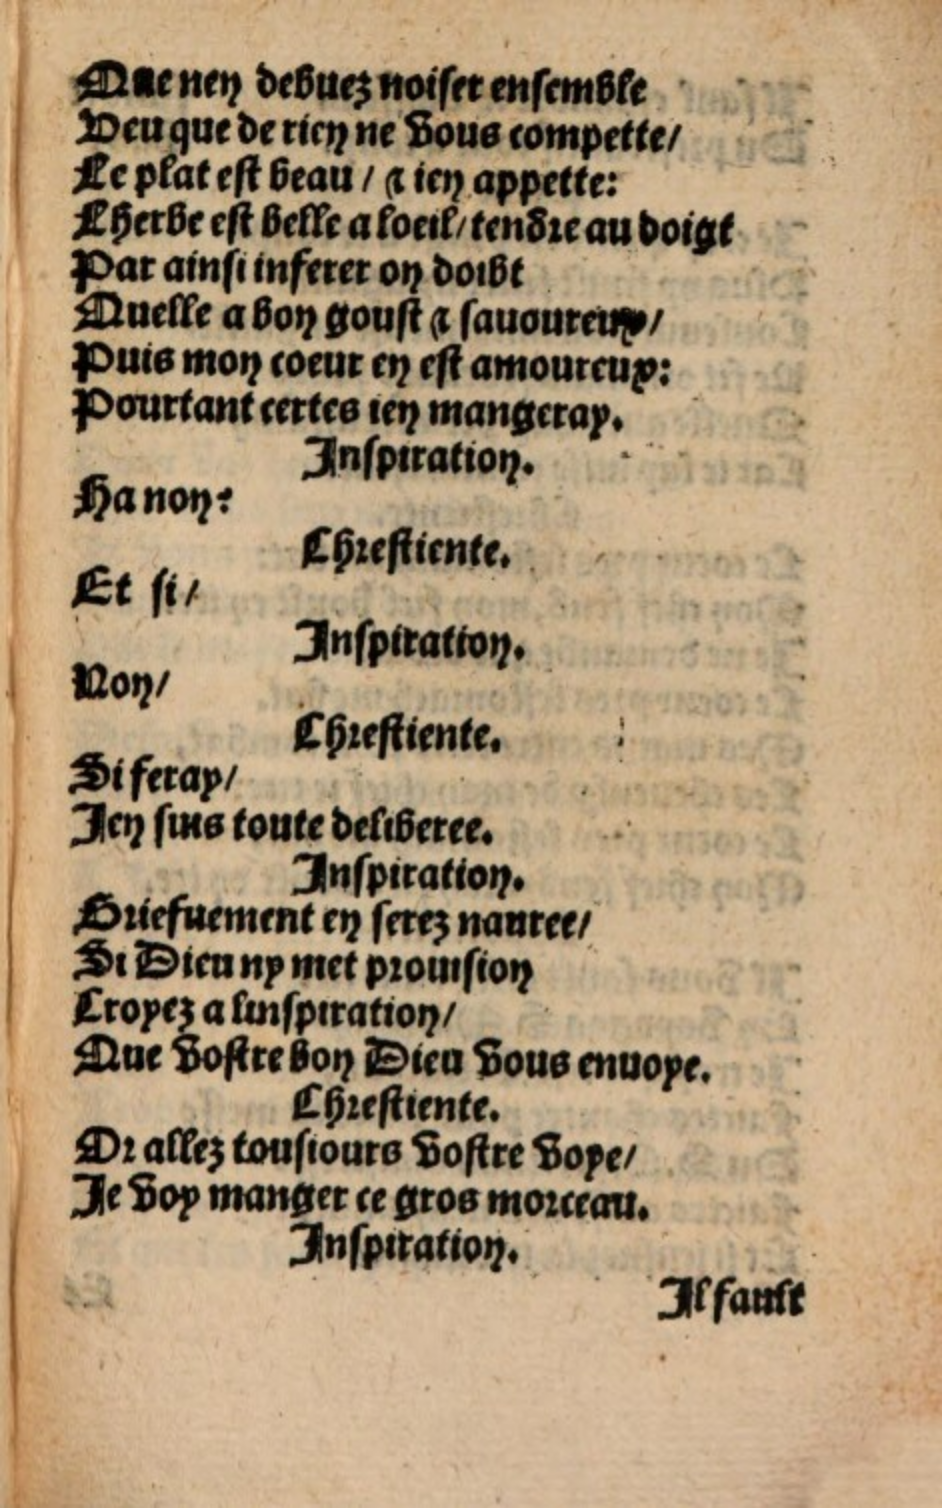 Que nen debuez noiser ensemble
Veu que de rien ne vous compette/
Le plat est beau / & ien appette:
Lherbe est belle a loeil/ tendre au doigt
Par ainsi inferer on doibt
Quelle a bon goust & sauoureux/
Puis mon coeur en est amoureux:
Pourtant certes ien mangeray.
Inspiration.
Ha non?
Chrestiente.
Et si/
Inspiration.
Non/
Chrestiente.
Si feray/
Jen suis toute deliberee.
Inspiration.
Briefuement en serez nauree/
Si Dieu ny met prouision
Croyez a linspiration/
Que vostre bon Dieu vous enuoye.
Chrestiente.
Or allez tousiours vostre voye/
Je voy manger ce gros morceau.
Inspiration.
Il fault